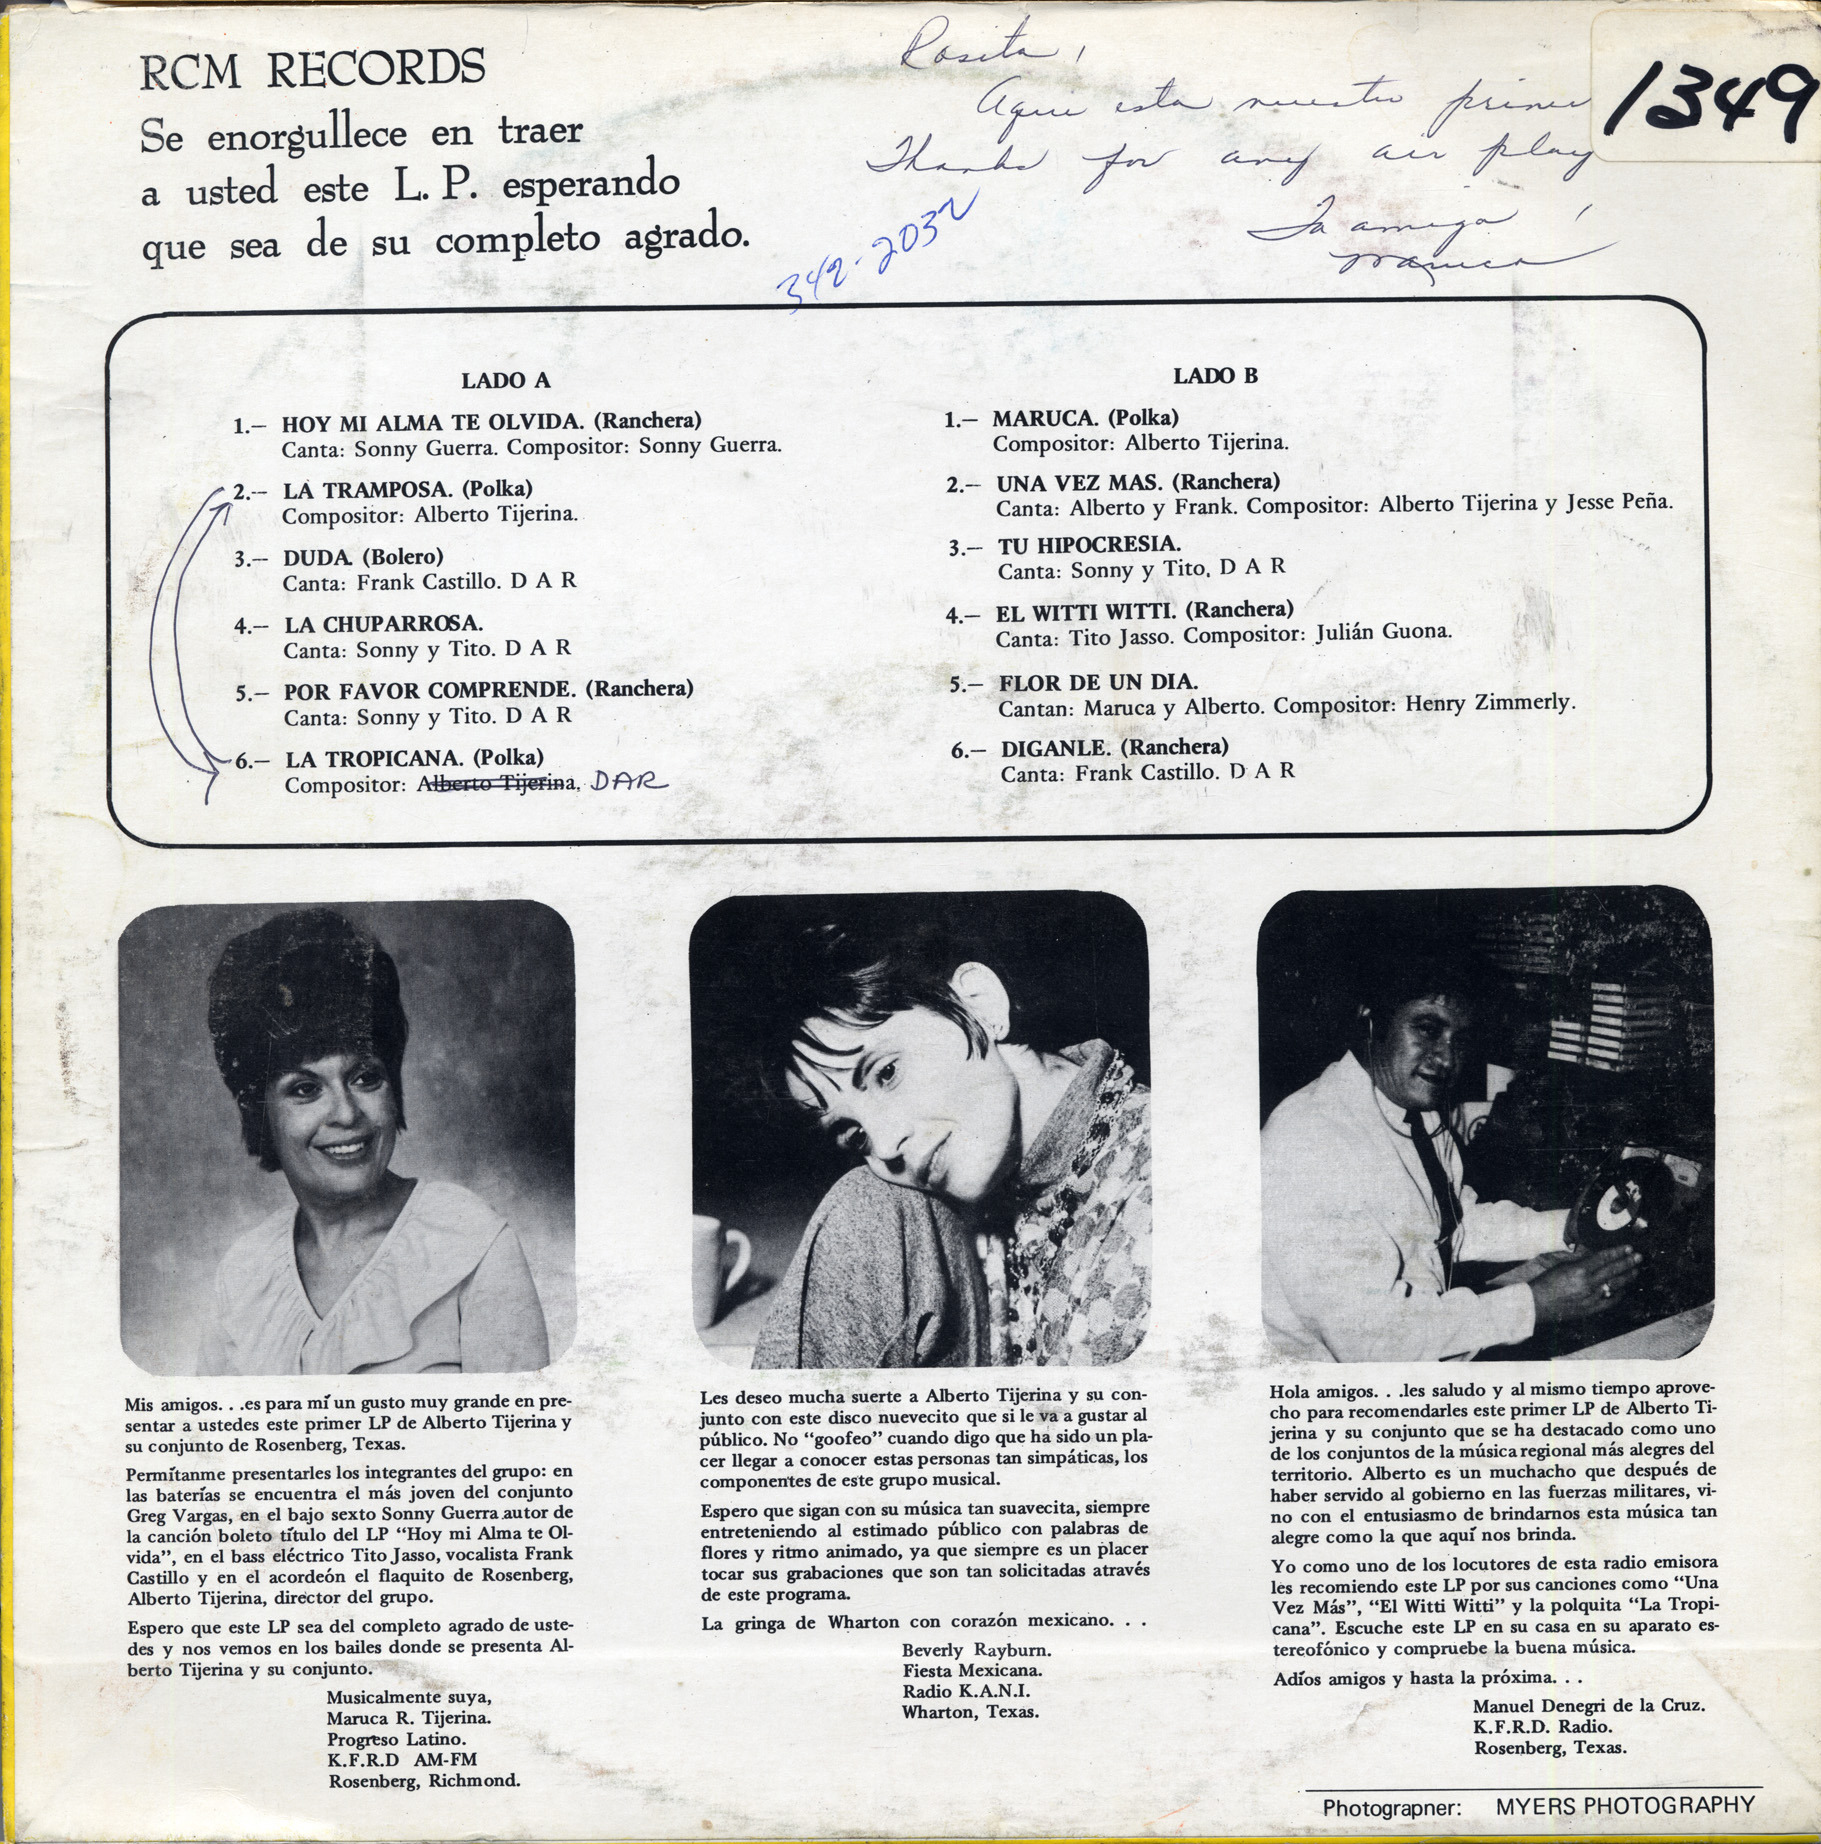 RCM RECORDS
Se enorgullece en traer
a usted este L. P. esperando
que sea de su completo agrado.
Rosita,
Aqui esta nuestro primer
Thanks for any air play
Tu amiga,
Maruca
1349
342-2032
LADO A
1.— HOY MI ALMA TE OLVIDA. (Ranchera)
Canta: Sonny Guerra. Compositor: Sonny Guerra.
2.-- LA TRAMPOSA. (Polka)
Compositor: Alberto Tijerina.
3.— DUDA. (Bolero)
Canta: Frank Castillo. D A R
4.— LA CHUPARROSA.
Canta: Sonny y Tito. D A R
5.— POR FAVOR COMPRENDE. (Ranchera)
Canta: Sonny y Tito. D A R
6.— LA TROPICANA. (Polka)
Compositor: Alberto Tijerina. DAR
LADO B
1.— MARUCA. (Polka)
Compositor: Alberto Tijerina.
2.— UNA VEZ MAS. (Ranchera)
Canta: Alberto y Frank. Compositor: Alberto Tijerina y Jesse Peña.
3.— TU HIPOCRESIA.
Canta: Sonny y Tito. D A R
4.— EL WITTI WITTI. (Ranchera)
Canta: Tito Jasso. Compositor: Julián Guona.
5.— FLOR DE UN DIA.
Cantan: Maruca y Alberto. Compositor: Henry Zimmerly.
6.— DIGANLE. (Ranchera)
Canta: Frank Castillo. D A R
Mis amigos. . .es para mí un gusto muy grande en pre-
sentar a ustedes este primer LP de Alberto Tijerina y
su conjunto de Rosenberg, Texas.
Permítanme presentarles los integrantes del grupo: en
las baterías se encuentra el más joven del conjunto
Greg Vargas, en el bajo sexto Sonny Guerra autor de
la canción boleto título del LP “Hoy mi Alma te Ol-
vida”, en el bass eléctrico Tito Jasso, vocalista Frank
Castillo y en el acordeón el flaquito de Rosenberg,
Alberto Tijerina, director del grupo.
Espero que este LP sea del completo agrado de uste-
des y nos vemos en los bailes donde se presenta Al-
berto Tijerina y su conjunto.
Musicalmente suya,
Maruca R. Tijerina.
Progreso Latino.
K.F.R.D AM-FM
Rosenberg, Richmond.
Les deseo mucha suerte a Alberto Tijerina y su con-
junto con este disco nuevecito que si le va a gustar al
público. No “goofeo” cuando digo que ha sido un pla-
cer llegar a conocer estas personas tan simpáticas, los
componentes de este grupo musical.
Espero que sigan con su música tan suavecita, siempre
entreteniendo al estimado público con palabras de
flores y ritmo animado, ya que siempre es un placer
tocar sus grabaciones que son tan solicitadas através
de este programa.
La gringa de Wharton con corazón mexicano. . .
Beverly Rayburn.
Fiesta Mexicana.
Radio K.A.N.I.
Wharton, Texas.
Hola amigos. . .les saludo y al mismo tiempo aprove-
cho para recomendarles este primer LP de Alberto Ti-
jerina y su conjunto que se ha destacado como uno
de los conjuntos de la música regional más alegres del
territorio. Alberto es un muchacho que después de
haber servido al gobierno en las fuerzas militares, vi-
no con el entusiasmo de brindarnos esta música tan
alegre como la que aquí nos brinda.
Yo como uno de los locutores de esta radio emisora
les recomiendo este LP por sus canciones como “Una
Vez Más”, “El Witti Witti” y la polquita “La Tropi-
cana”. Escuche este LP en su casa en su aparato es-
tereofónico y compruebe la buena música.
Adíos amigos y hasta la próxima. . .
Manuel Denegri de la Cruz.
K.F.R.D. Radio.
Rosenberg, Texas.
Photograpner: MYERS PHOTOGRAPHY